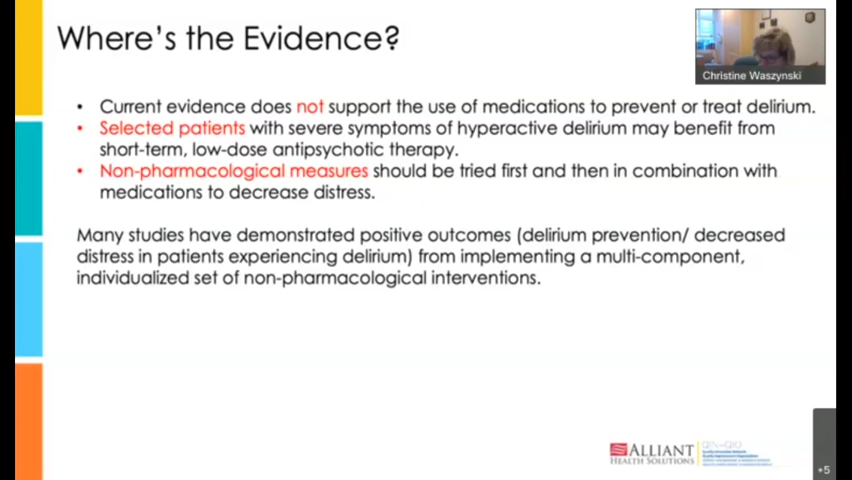 Where's the Evidence?
Christine Waszynski
• Current evidence does not support the use of medications to prevent or treat delirium.
• Selected patients with severe symptoms of hyperactive delirium may benefit from
short-term, low-dose antipsychotic therapy.
• Non-pharmacological measures should be tried first and then in combination with
medications to decrease distress.
Many studies have demonstrated positive outcomes (delirium prevention/ decreased
distress in patients experiencing delirium) from implementing a multi-component,
individualized set of non-pharmacological interventions.
ALLIANT
HEALTH SOLUTIONS
QIN-QIO
+5